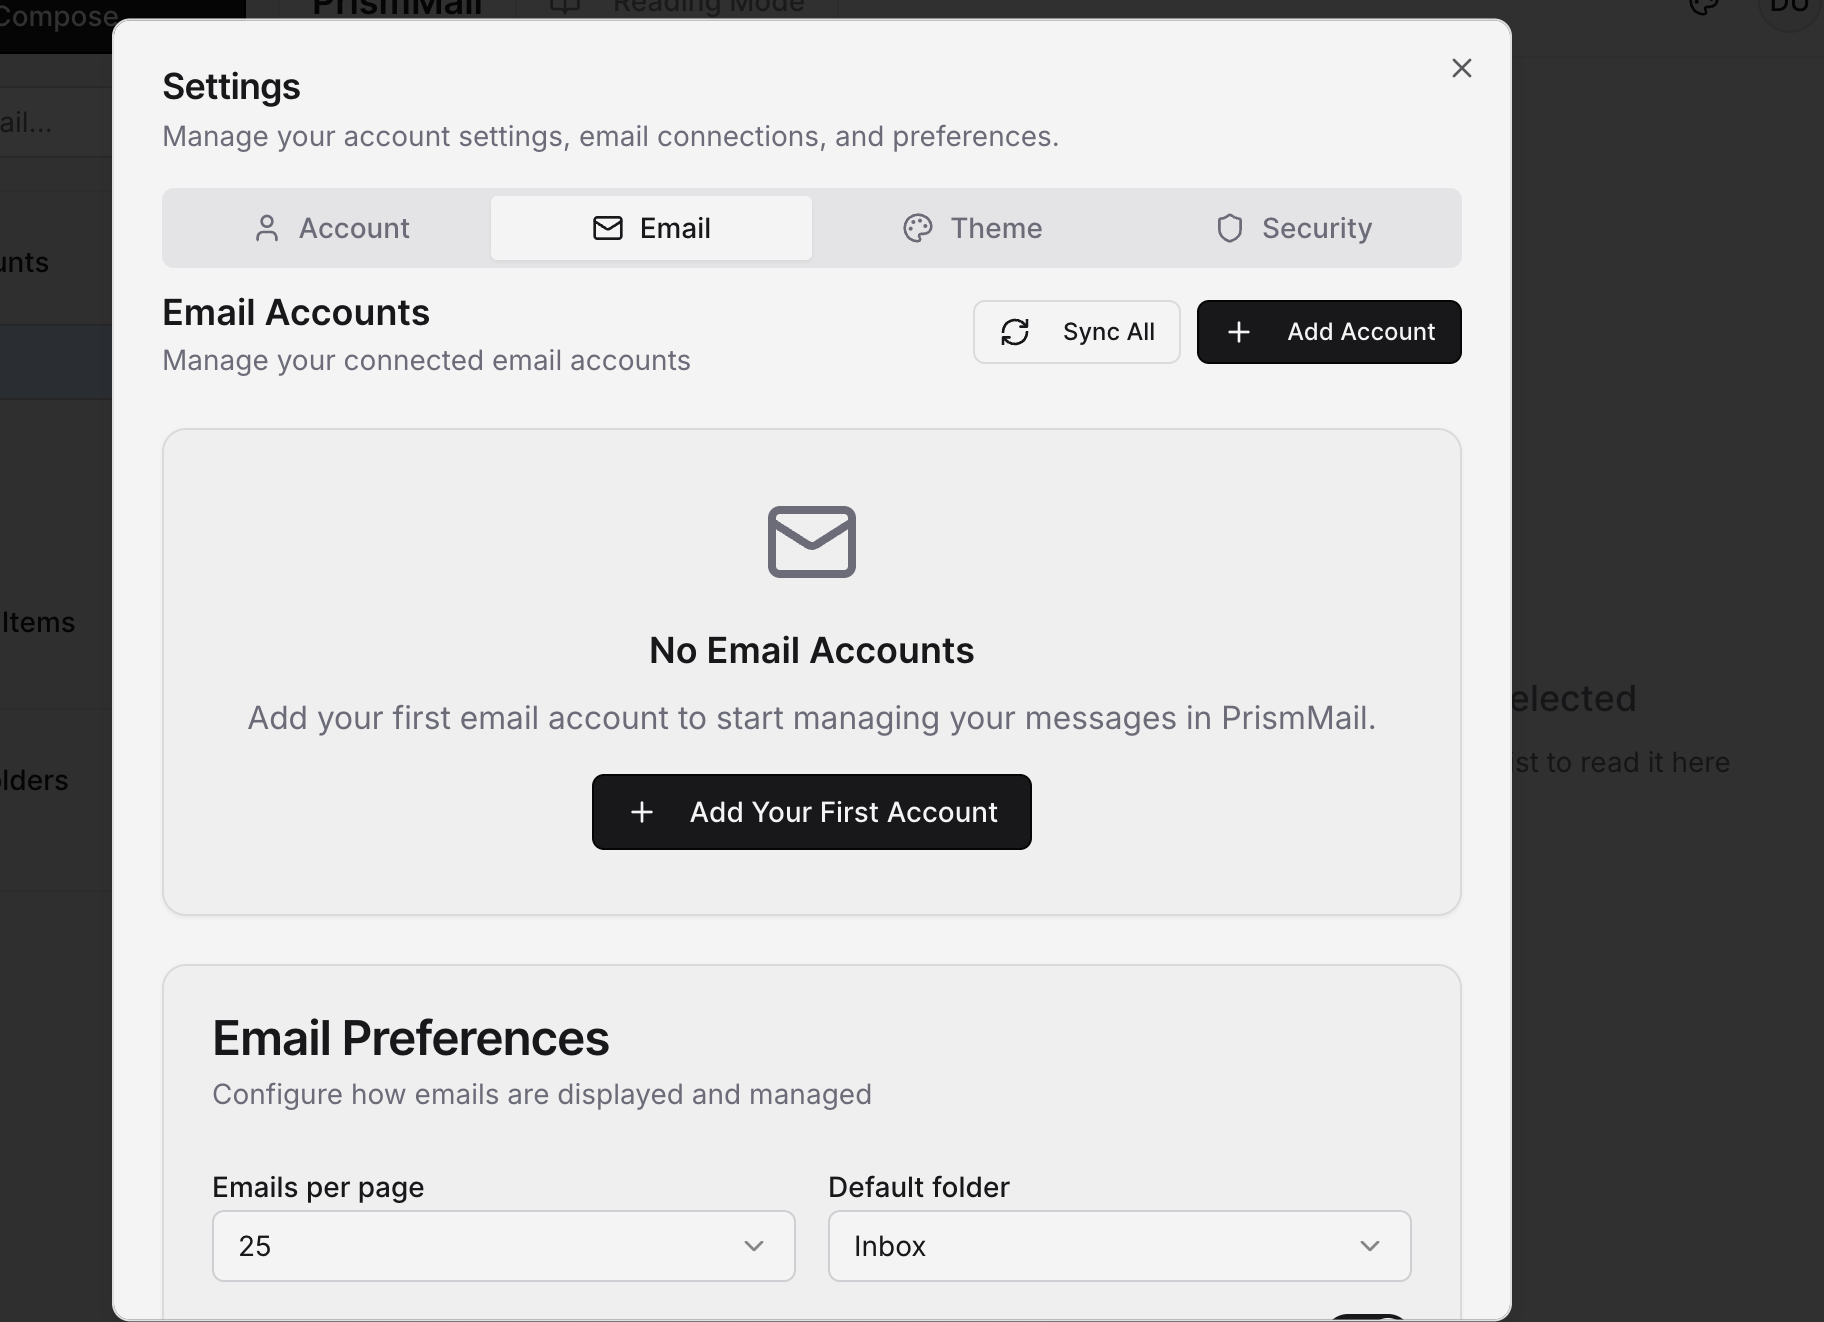 Compose
PrismMail
Reading Mode
DU
Settings
Manage your account settings, email connections, and preferences.
ail...
Account
Email
Theme
Security
unts
Email Accounts
Manage your connected email accounts
Sync All
Add Account
No Email Accounts
Add your first email account to start managing your messages in PrismMail.
Add Your First Account
Items
elected
ist to read it here
lders
Email Preferences
Configure how emails are displayed and managed
Emails per page
Default folder
25
Inbox